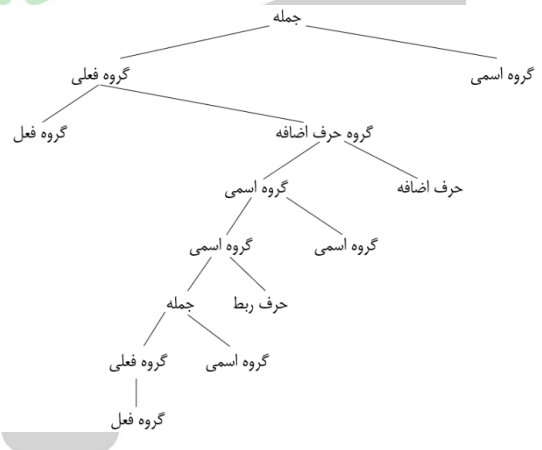 جمله
گروه اسمی گروه فعلی
گروه حرف اضافه گروه فعل
حرف اضافه گروه اسمی
گروه اسمی گروه اسمی
حرف ربط جمله
گروه اسمی گروه فعلی
گروه فعل